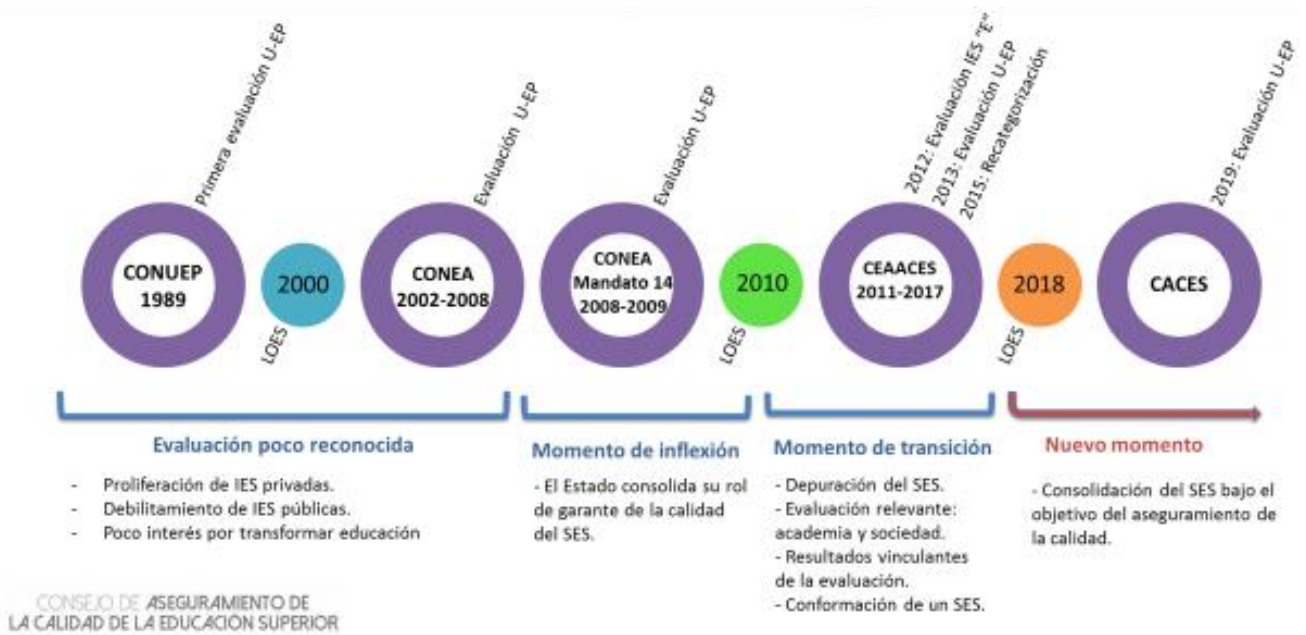 Primera evaluación U-EP
Evaluación U-EP
Evaluación U-EP
2012: Evaluación IES "E"
2013: Evaluación U-EP
2015: Recategorización
2019: Evaluación U-EP
CONUEP
1989
2000
LOES
CONEA
2002-2008
CONEA
Mandato 14
2008-2009
2010
LOES
CEAACES
2011-2017
2018
LOES
CACES
Evaluación poco reconocida
- Proliferación de IES privadas.
- Debilitamiento de IES públicas.
- Poco interés por transformar educación
Momento de inflexión
- El Estado consolida su rol
de garante de la calidad
del SES.
Momento de transición
- Depuración del SES.
- Evaluación relevante:
academia y sociedad.
- Resultados vinculantes
de la evaluación.
- Conformación de un SES.
Nuevo momento
- Consolidación del SES bajo el
objetivo del aseguramiento de
la calidad.
CONSEJO DE ASEGURAMIENTO DE
LA CALIDAD DE LA EDUCACIÓN SUPERIOR